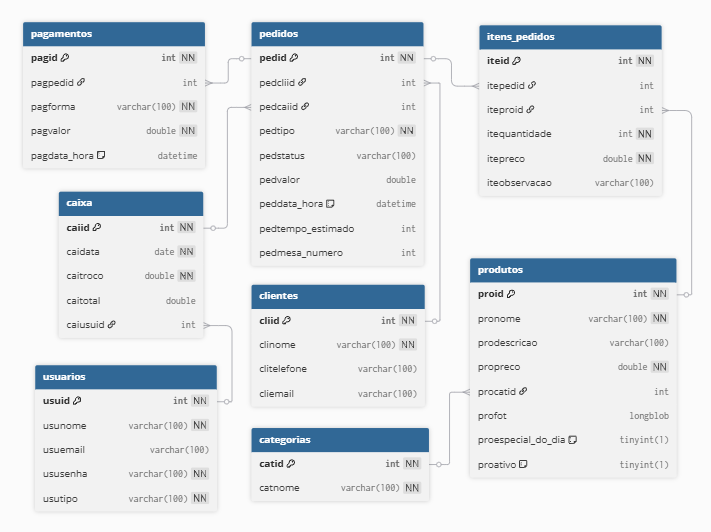 pagamentos
pagid int NN
pagpedid int
pagforma varchar(100) NN
pagvalor double NN
pagdata_hora datetime
pedidos
pedid int NN
pedcliid int
pedcaiid int
pedtipo varchar(100) NN
pedstatus varchar(100)
pedvalor double
peddata_hora datetime
pedtempo_estimado int
pedmesa_numero int
itens_pedidos
iteid int NN
itepedid int
iteproid int
itequantidade int NN
itepreco double NN
iteobservacao varchar(100)
caixa
caiid int NN
caidata date NN
caitroco double NN
caitotal double
caiusuid int
clientes
cliid int NN
clinome varchar(100) NN
clitelefone varchar(100)
cliemail varchar(100)
produtos
proid int NN
pronome varchar(100) NN
prodescricao varchar(100)
propreco double NN
procatid int
profot longblob
proespecial_do_dia tinyint(1)
proativo tinyint(1)
usuarios
usuid int NN
usunome varchar(100) NN
usuemail varchar(100)
ususenha varchar(100) NN
usutipo varchar(100) NN
categorias
catid int NN
catnome varchar(100) NN